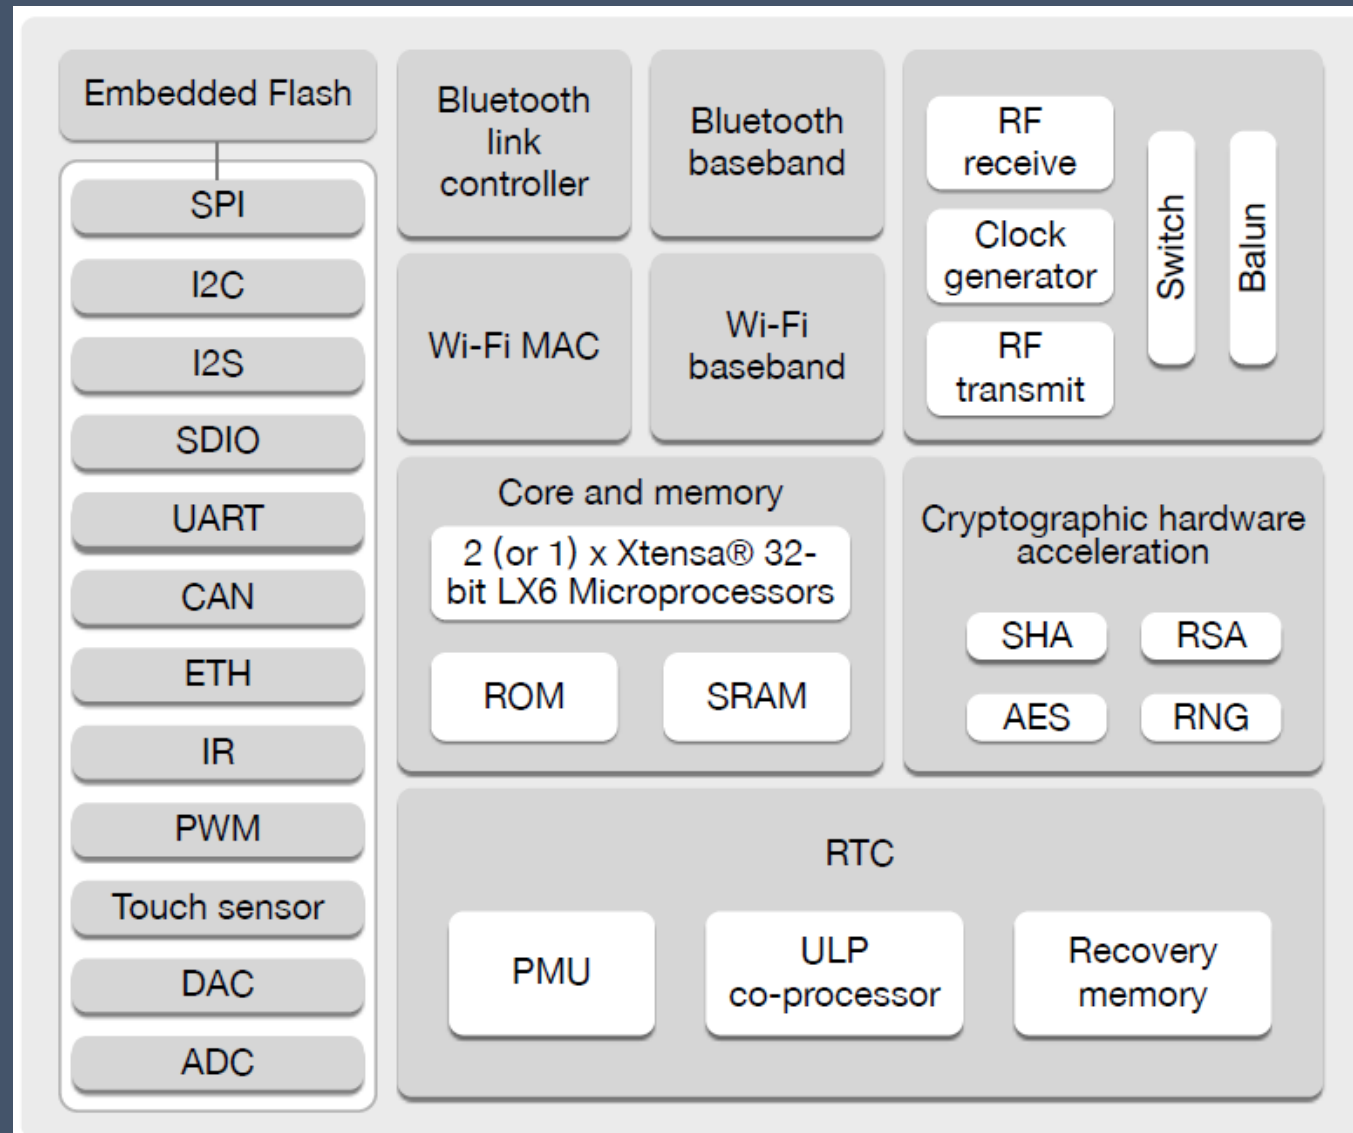 Embedded Flash
SPI
I2C
I2S
SDIO
UART
CAN
ETH
IR
PWM
Touch sensor
DAC
ADC
Bluetooth
link
controller
Bluetooth
baseband
Wi-Fi MAC
Wi-Fi
baseband
RF
receive
Clock
generator
RF
transmit
Switch
Balun
Core and memory
2 (or 1) x Xtensa® 32-
bit LX6 Microprocessors
ROM
SRAM
Cryptographic hardware
acceleration
SHA
RSA
AES
RNG
RTC
PMU
ULP
co-processor
Recovery
memory